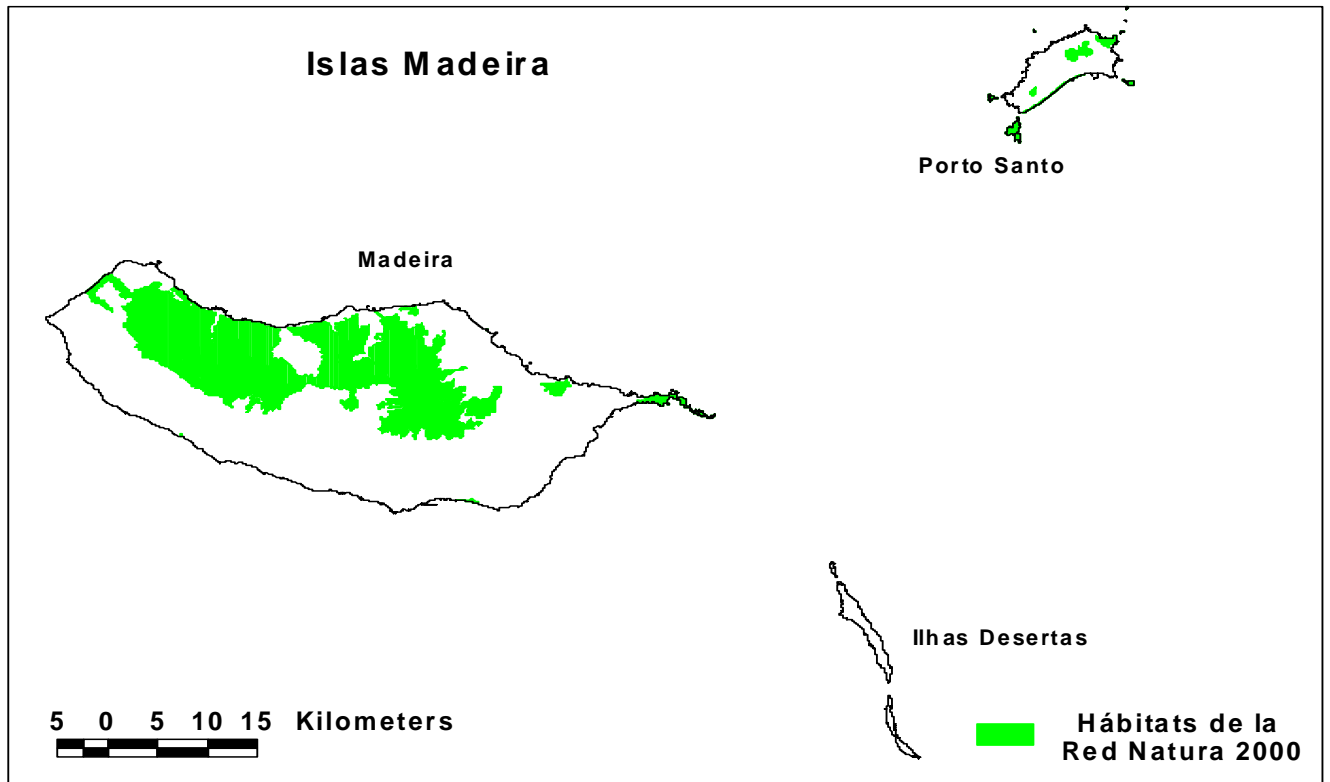 Islas Madeira
Porto Santo
Madeira
Ilhas Desertas
5 0 5 10 15 Kilometers
Hábitats de la
Red Natura 2000